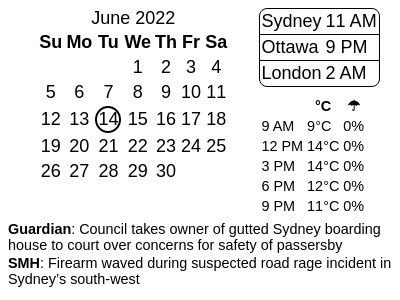 June 2022
Su Mo Tu We Th Fr Sa
1 2 3 4
5 6 7 8 9 10 11
12 13 14 15 16 17 18
19 20 21 22 23 24 25
26 27 28 29 30
Sydney 11 AM
Ottawa 9 PM
London 2 AM
°C ☂
9 AM 9°C 0%
12 PM 14°C 0%
3 PM 14°C 0%
6 PM 12°C 0%
9 PM 11°C 0%
Guardian: Council takes owner of gutted Sydney boarding
house to court over concerns for safety of passersby
SMH: Firearm waved during suspected road rage incident in
Sydney’s south-west